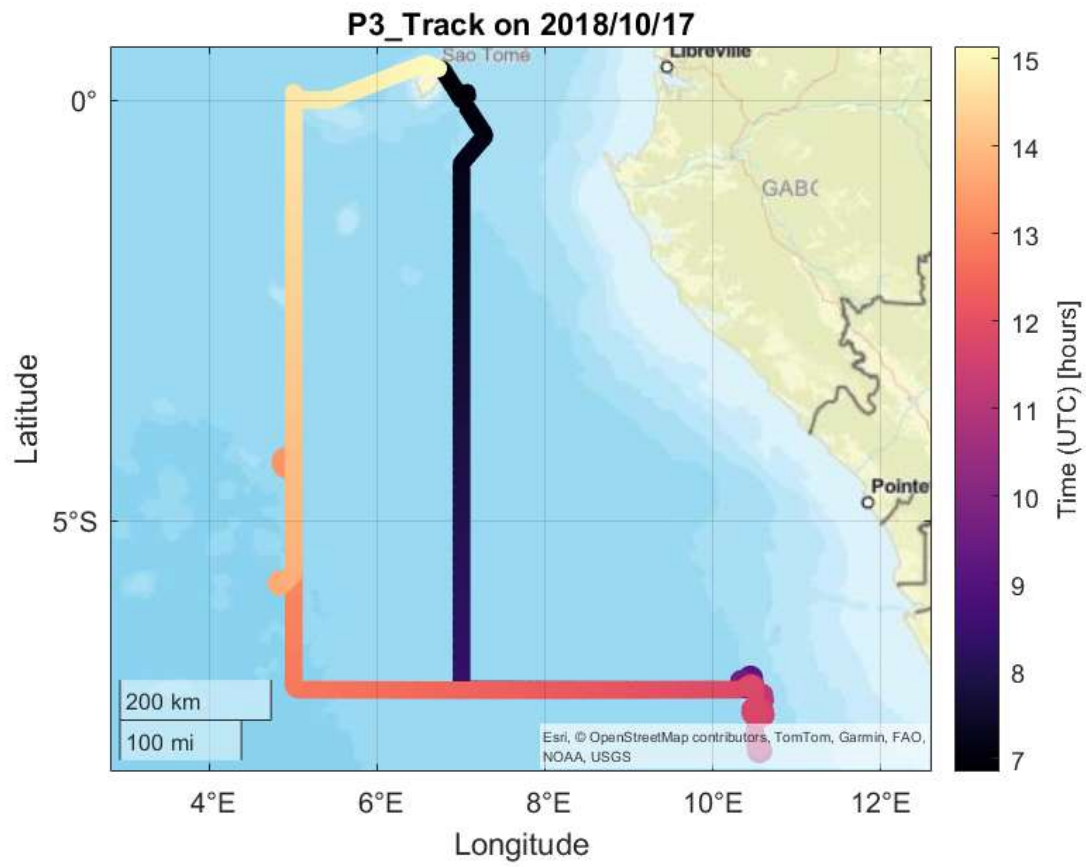 P3_Track on 2018/10/17
Sao Tomé
Libreville
0°
GABC
5°S
Pointe
200 km
100 mi
Esri, © OpenStreetMap contributors, TomTom, Garmin, FAO,
NOAA, USGS
4°E
6°E
8°E
10°E
12°E
Longitude
Latitude
15
14
13
12
11
10
9
8
7
Time (UTC) [hours]